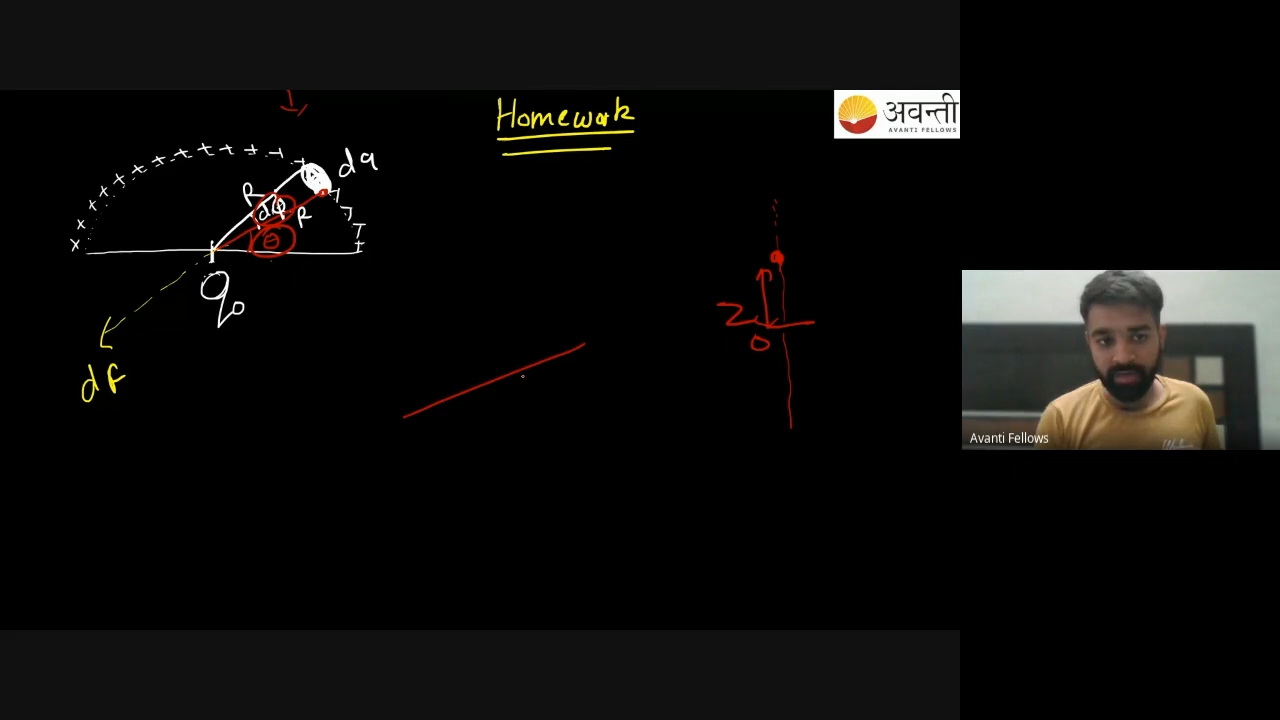 Homework
अवन्ती
AVANTI FELLOWS
dq
R
dθ
R
θ
q₀
Z
O
dF
Avanti Fellows